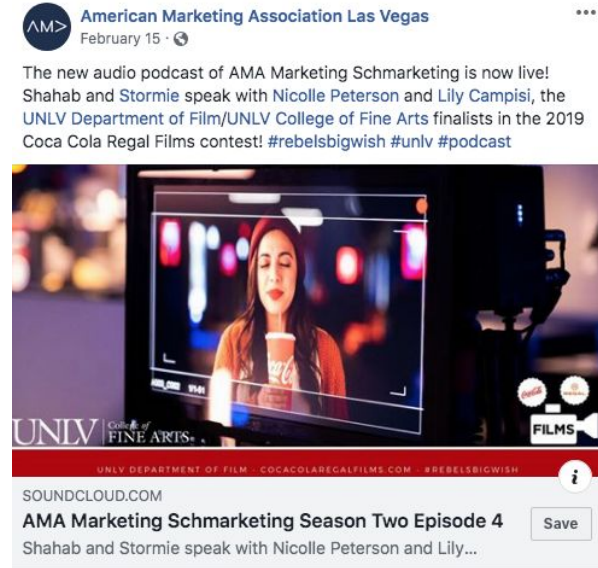 AMA>
American Marketing Association Las Vegas
February 15 ·
The new audio podcast of AMA Marketing Schmarketing is now live!
Shahab and Stormie speak with Nicolle Peterson and Lily Campisi, the
UNLV Department of Film/UNLV College of Fine Arts finalists in the 2019
Coca Cola Regal Films contest! #rebelsbigwish #unlv #podcast
Coca-Cola
REGAL
FILMS
UNLV College of
FINE ARTS
UNLV DEPARTMENT OF FILM - COCACOLAREGALFILMS.COM - #REBELSBIGWISH
i
SOUNDCLOUD.COM
AMA Marketing Schmarketing Season Two Episode 4
Save
Shahab and Stormie speak with Nicolle Peterson and Lily...